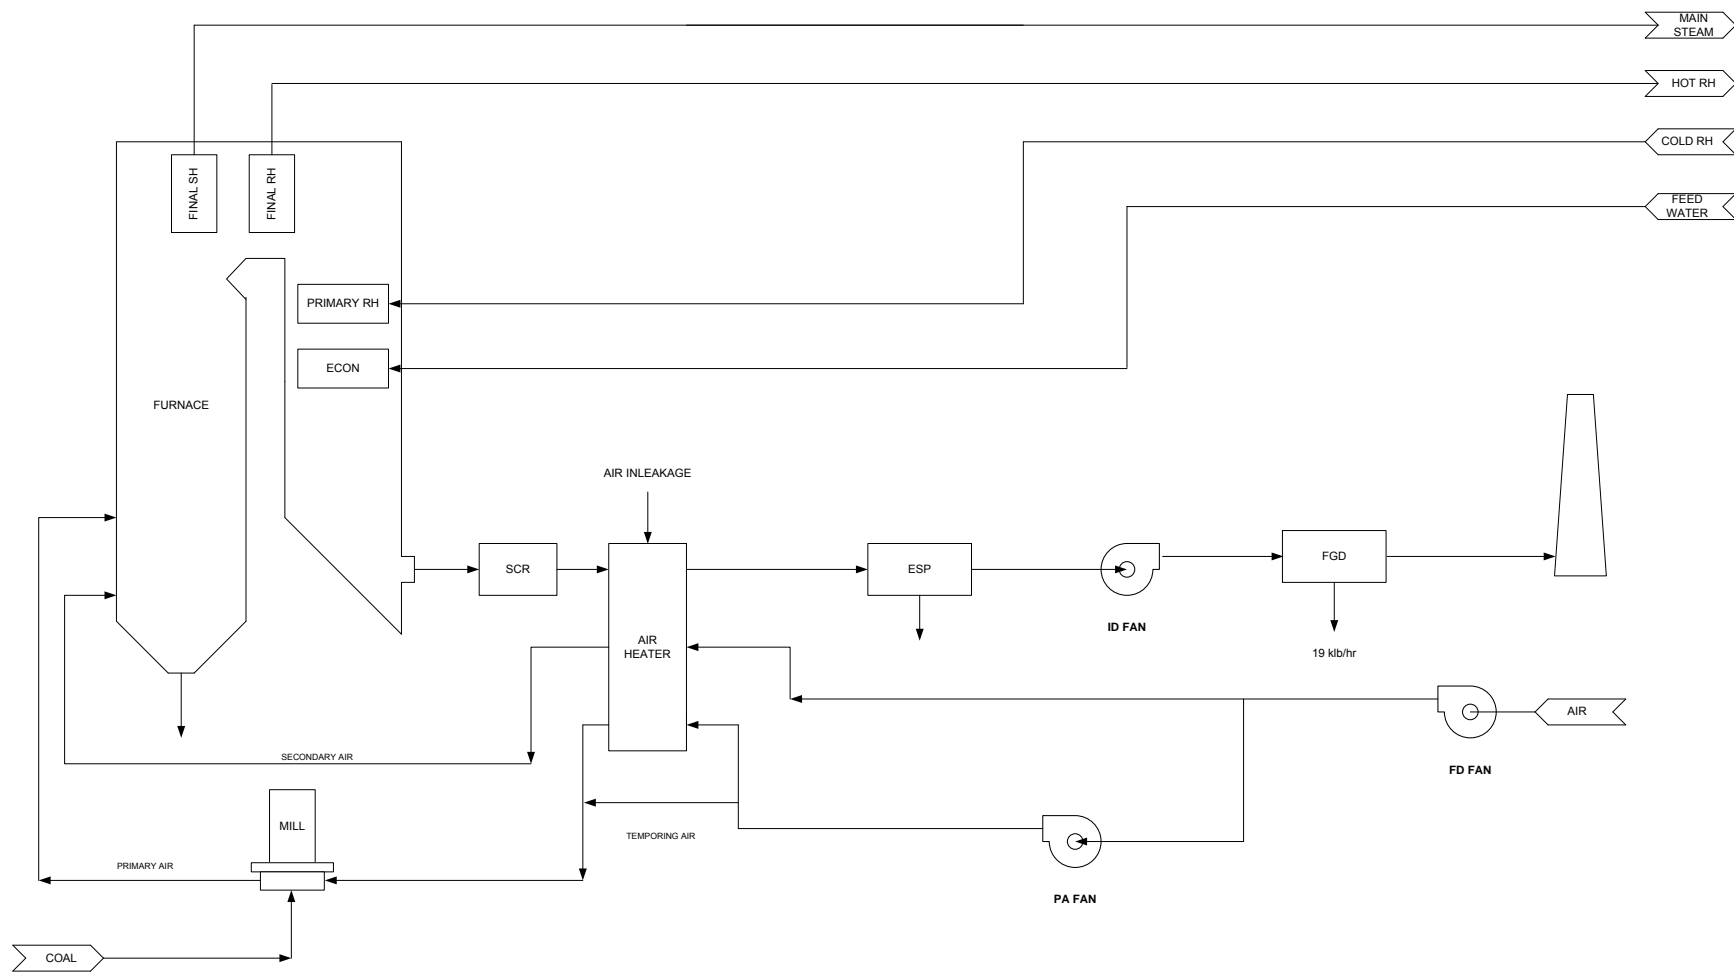 MAIN
STEAM
HOT RH
COLD RH
FEED
WATER
FINAL SH
FINAL RH
PRIMARY RH
ECON
FURNACE
AIR INLEAKAGE
SCR
ESP
FGD
ID FAN
AIR
HEATER
19 klb/hr
AIR
FD FAN
SECONDARY AIR
MILL
TEMPORING AIR
PRIMARY AIR
PA FAN
COAL